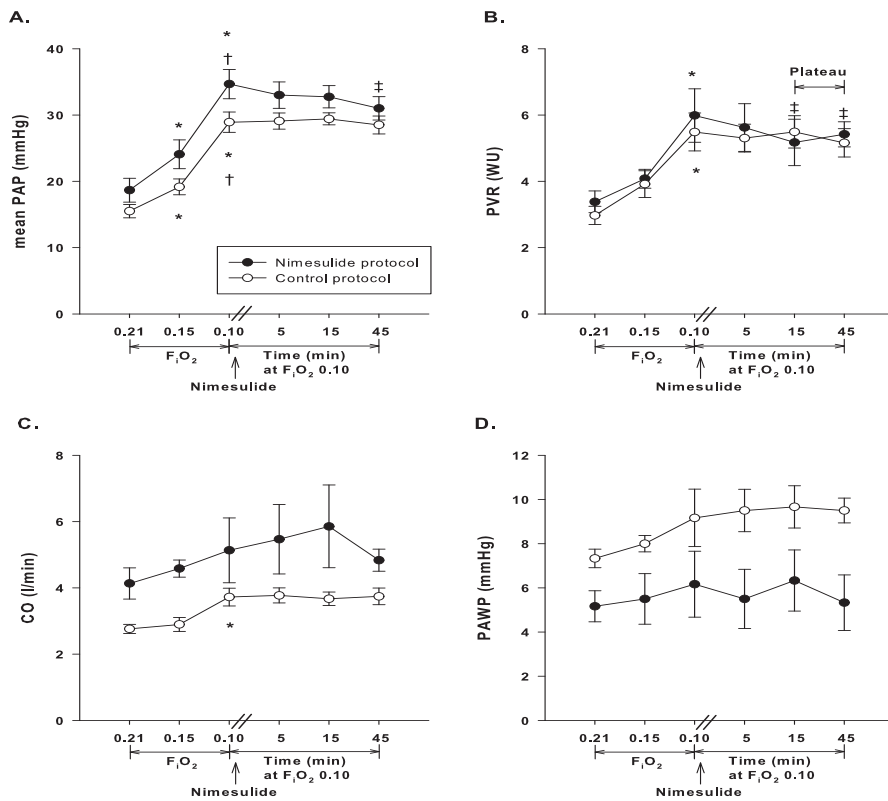 A.
mean PAP (mmHg)
40
30
20
10
0
*
†
*
‡
*
†
*
Nimesulide protocol
Control protocol
0.21 0.15 0.10 5 15 45
FiO2 Time (min)
at FiO2 0.10
Nimesulide
B.
PVR (WU)
8
6
4
2
0
*
Plateau
‡ ‡
*
0.21 0.15 0.10 5 15 45
FiO2 Time (min)
at FiO2 0.10
Nimesulide
C.
CO (l/min)
8
6
4
2
0
*
0.21 0.15 0.10 5 15 45
FiO2 Time (min)
at FiO2 0.10
Nimesulide
D.
PAWP (mmHg)
12
10
8
6
4
2
0
0.21 0.15 0.10 5 15 45
FiO2 Time (min)
at FiO2 0.10
Nimesulide